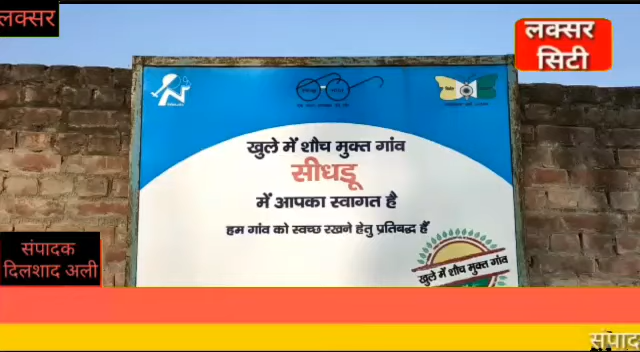 लक्सर
लक्सर
सिटी
खुले में शौच मुक्त गांव
सीधडू
में आपका स्वागत है
हम गांव को स्वच्छ रखने हेतु प्रतिबद्ध हैं
खुले में शौच मुक्त गांव
संपादक
दिलशाद अली
संपाद